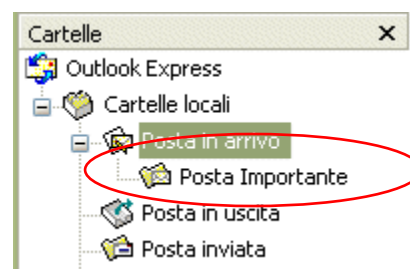 Cartelle
Outlook Express
Cartelle locali
Posta in arrivo
Posta Importante
Posta in uscita
Posta inviata